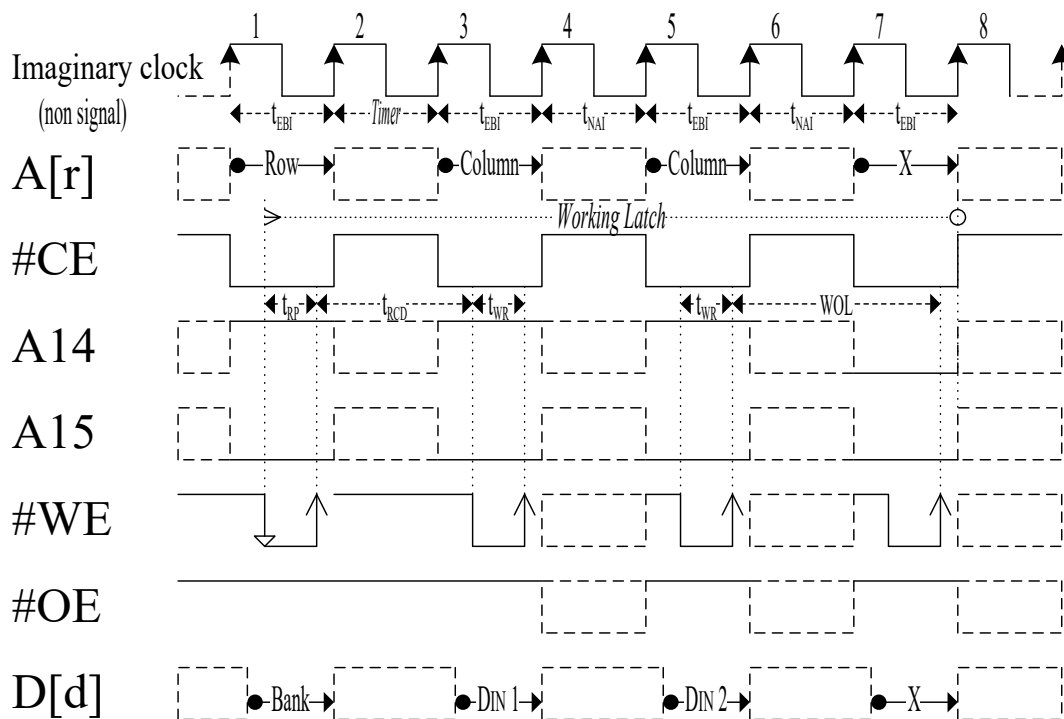 1 2 3 4 5 6 7 8
Imaginary clock
(non signal)
tEBI Timer tEBI tNAI tEBI tNAI tEBI
A[r] Row Column Column X
Working Latch
#CE
tRP tRCD tWR tWR WOL
A14
A15
#WE
#OE
D[d] Bank DIN 1 DIN 2 X